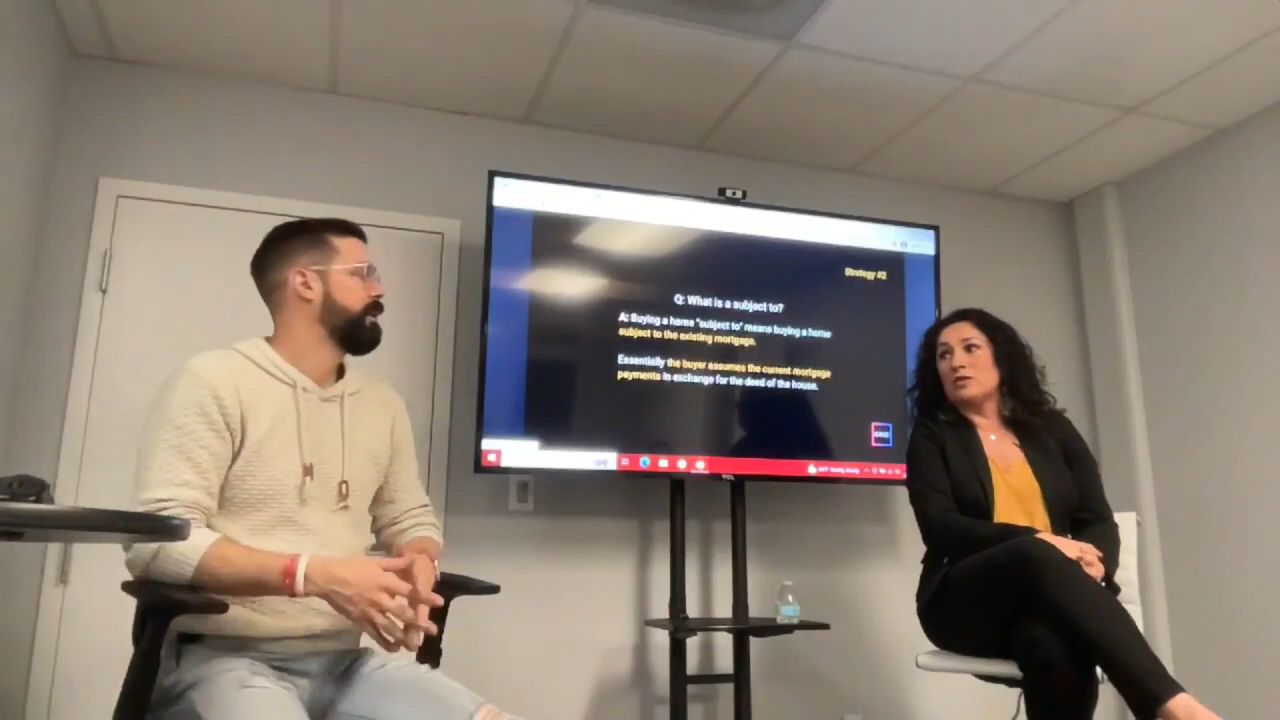 Strategy #2
Q: What is a subject to?
A: Buying a home "subject to" means buying a home
subject to the existing mortgage.
Essentially the buyer assumes the current mortgage
payments in exchange for the deed of the house.
TCL